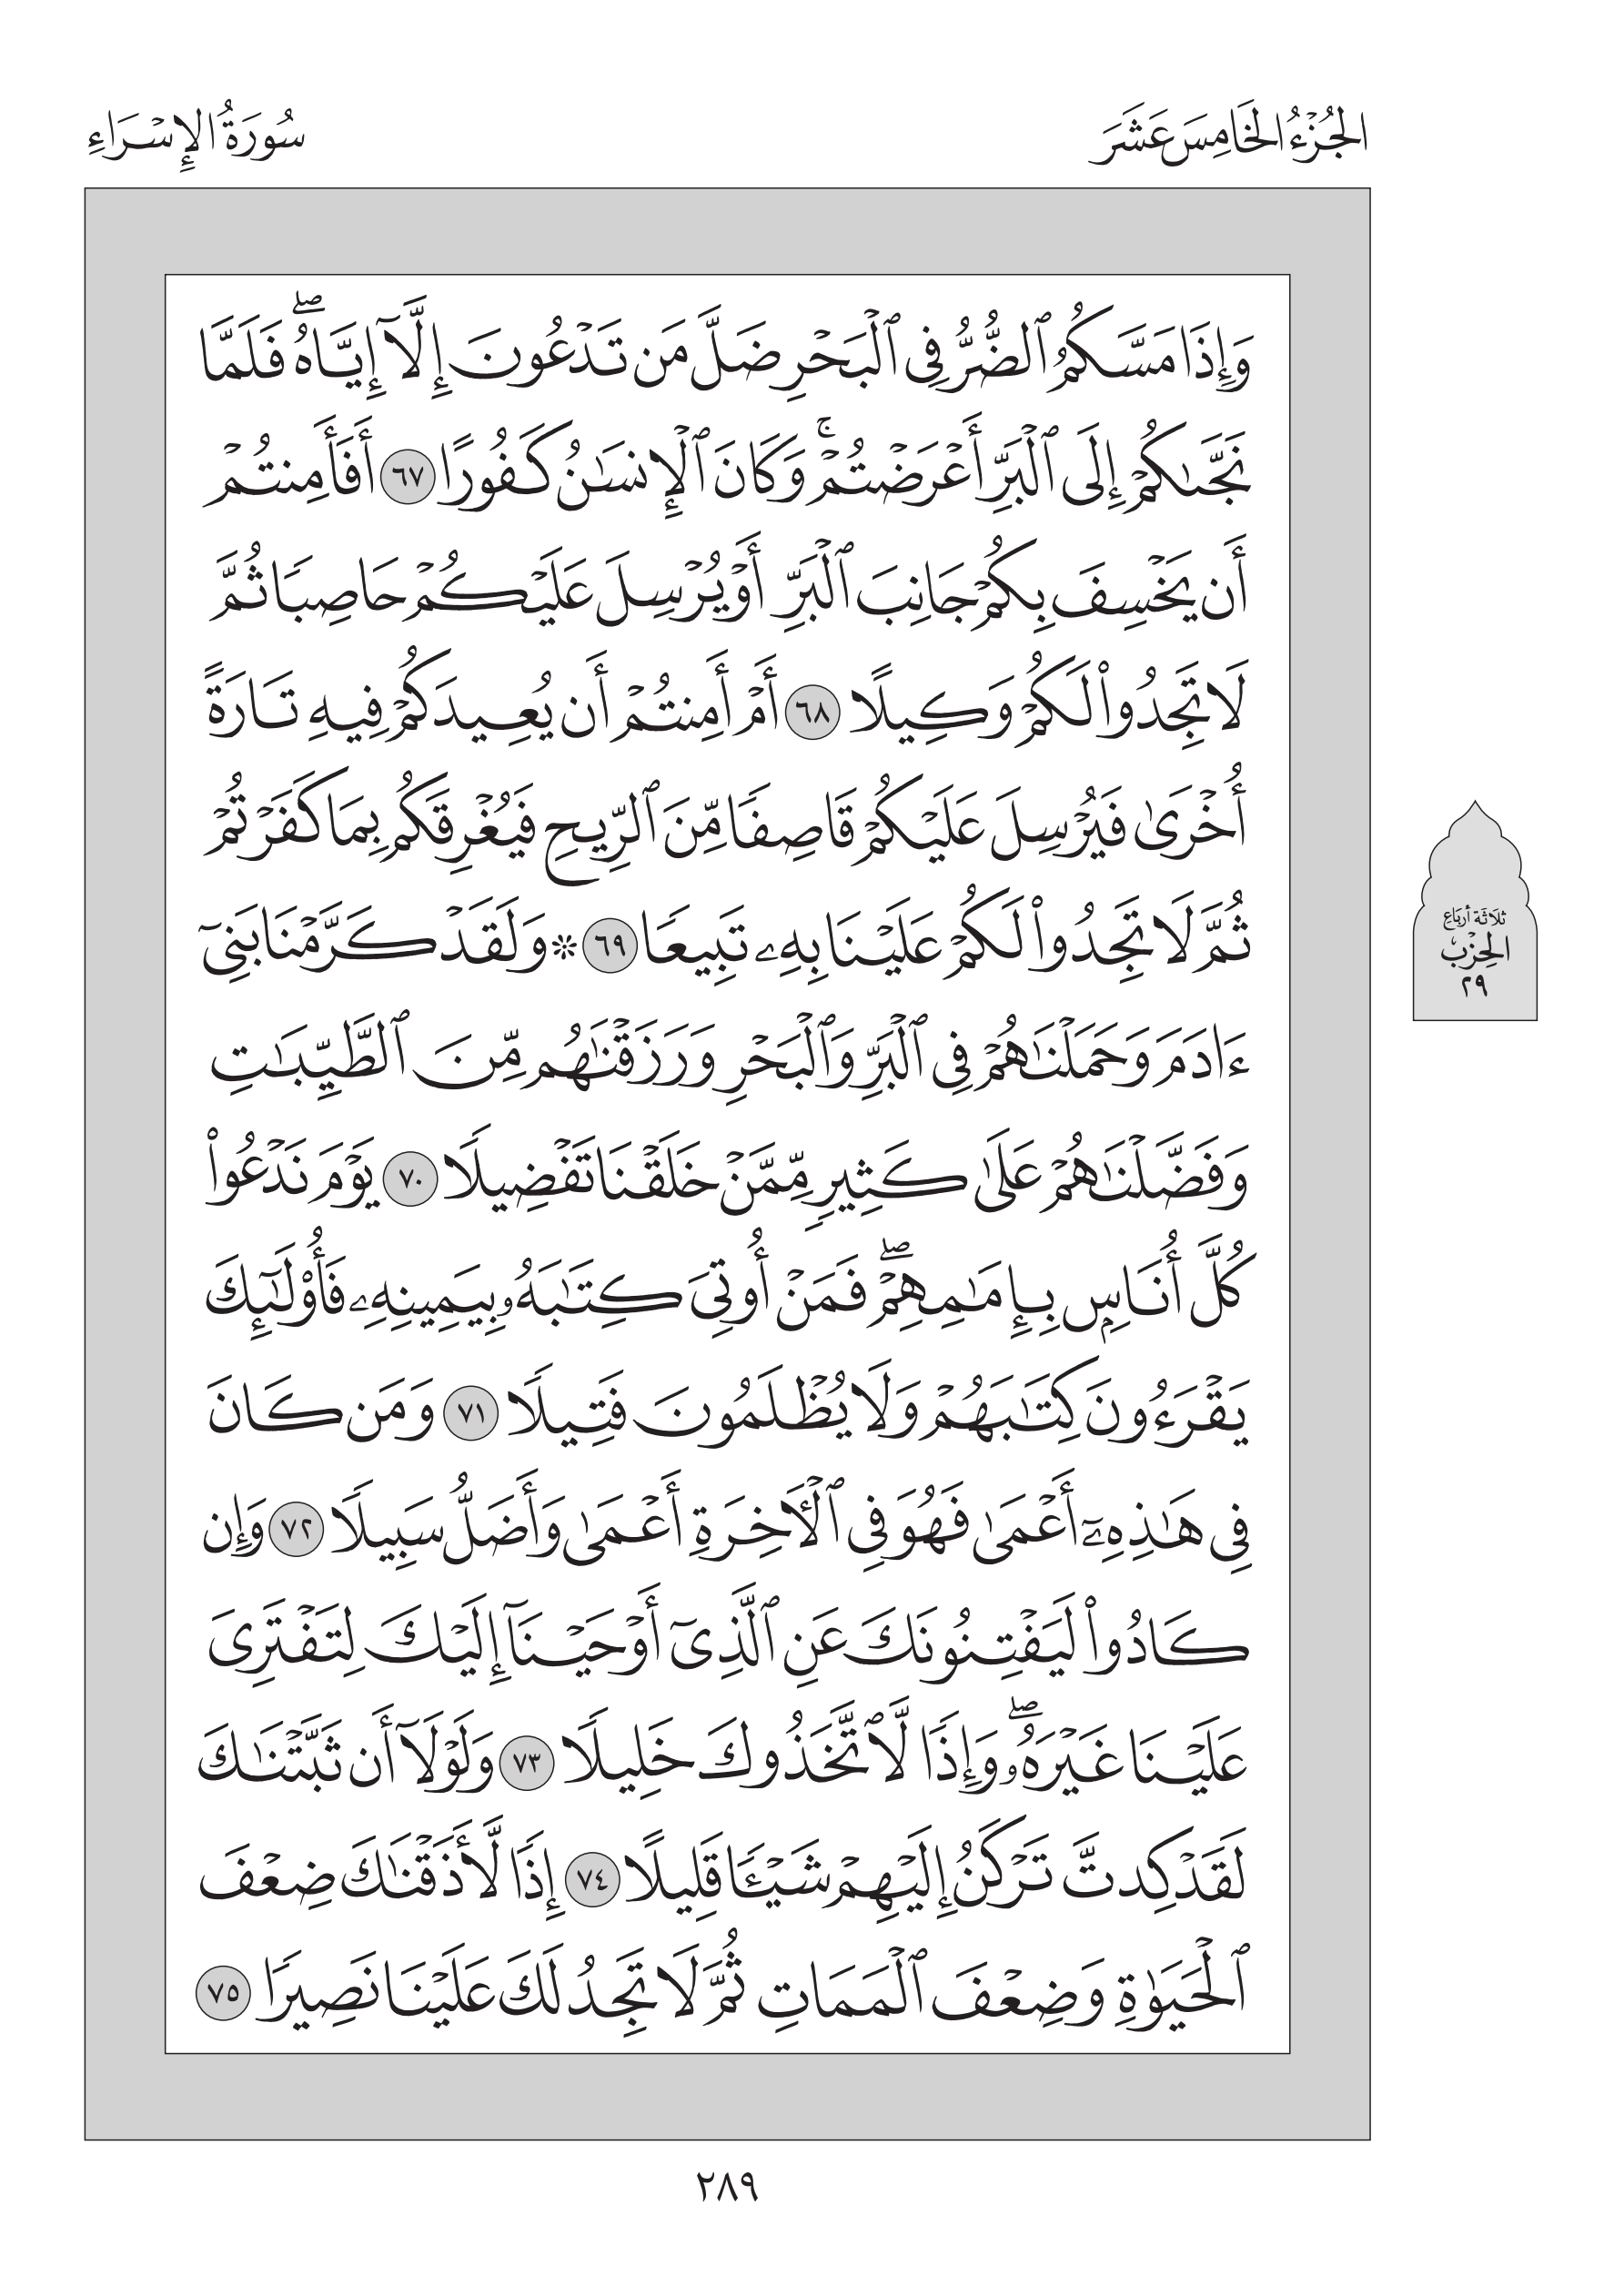 الجُزْءُ الخَامِسَ عَشَرَ
سُورَةُ الإِسْرَاءِ
وَإِذَا مَسَّكُمُ ٱلضُّرُّ فِى ٱلْبَحْرِ ضَلَّ مَن تَدْعُونَ إِلَّآ إِيَّاهُ ۖ فَلَمَّا
نَجَّىٰكُمْ إِلَى ٱلْبَرِّ أَعْرَضْتُمْ ۚ وَكَانَ ٱلْإِنسَـٰنُ كَفُورًا ٦٧ أَفَأَمِنتُمْ
أَن يَخْسِفَ بِكُمْ جَانِبَ ٱلْبَرِّ أَوْ يُرْسِلَ عَلَيْكُمْ حَاصِبًا ثُمَّ
لَا تَجِدُوا۟ لَكُمْ وَكِيلًا ٦٨ أَمْ أَمِنتُمْ أَن يُعِيدَكُمْ فِيهِ تَارَةً
أُخْرَىٰ فَيُرْسِلَ عَلَيْكُمْ قَاصِفًا مِّنَ ٱلرِّيحِ فَيُغْرِقَكُم بِمَا كَفَرْتُمْ
ثُمَّ لَا تَجِدُوا۟ لَكُمْ عَلَيْنَا بِهِۦ تَبِيعًا ٦٩ ۞ وَلَقَدْ كَرَّمْنَا بَنِىٓ
ءَادَمَ وَحَمَلْنَـٰهُمْ فِى ٱلْبَرِّ وَٱلْبَحْرِ وَرَزَقْنَـٰهُم مِّنَ ٱلطَّيِّبَـٰتِ
وَفَضَّلْنَـٰهُمْ عَلَىٰ كَثِيرٍ مِّمَّنْ خَلَقْنَا تَفْضِيلًا ٧٠ يَوْمَ نَدْعُوا۟
كُلَّ أُنَاسٍۭ بِإِمَـٰمِهِمْ ۖ فَمَنْ أُوتِىَ كِتَـٰبَهُۥ بِيَمِينِهِۦ فَأُو۟لَـٰٓئِكَ
يَقْرَءُونَ كِتَـٰبَهُمْ وَلَا يُظْلَمُونَ فَتِيلًا ٧١ وَمَن كَانَ
فِى هَـٰذِهِۦٓ أَعْمَىٰ فَهُوَ فِى ٱلْـَٔاخِرَةِ أَعْمَىٰ وَأَضَلُّ سَبِيلًا ٧٢ وَإِن
كَادُوا۟ لَيَفْتِنُونَكَ عَنِ ٱلَّذِىٓ أَوْحَيْنَآ إِلَيْكَ لِتَفْتَرِىَ
عَلَيْنَا غَيْرَهُۥ ۖ وَإِذًا لَّٱتَّخَذُوكَ خَلِيلًا ٧٣ وَلَوْلَآ أَن ثَبَّتْنَـٰكَ
لَقَدْ كِدتَّ تَرْكَنُ إِلَيْهِمْ شَيْـًٔا قَلِيلًا ٧٤ إِذًا لَّأَذَقْنَـٰكَ ضِعْفَ
ٱلْحَيَوٰةِ وَضِعْفَ ٱلْمَمَاتِ ثُمَّ لَا تَجِدُ لَكَ عَلَيْنَا نَصِيرًا ٧٥
ثلاثة أرباع
الحِزْب
٢٩
٢٨٩